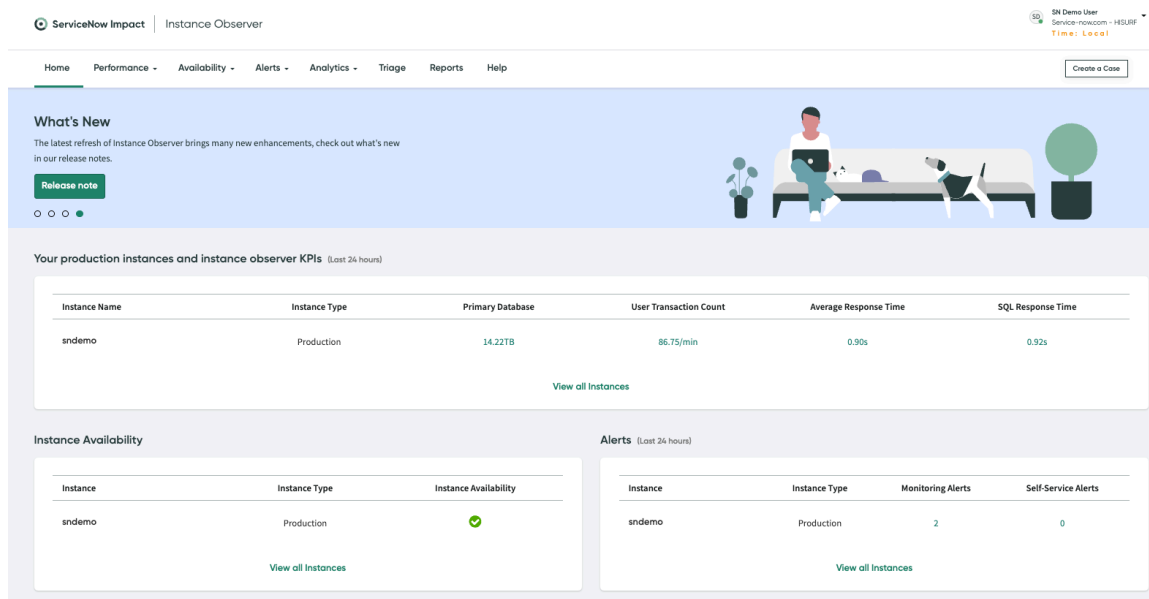 ServiceNow Impact | Instance Observer
SD
SN Demo User
Service-now.com - HISURF
Time: Local
Home Performance Availability Alerts Analytics Triage Reports Help Create a Case
What's New
The latest refresh of Instance Observer brings many new enhancements, check out what's new
in our release notes.
Release note
Your production instances and instance observer KPIs (Last 24 hours)
Instance Name Instance Type Primary Database User Transaction Count Average Response Time SQL Response Time
sndemo Production 14.22TB 86.75/min 0.90s 0.92s
View all Instances
Instance Availability
Instance Instance Type Instance Availability
sndemo Production
View all Instances
Alerts (Last 24 hours)
Instance Instance Type Monitoring Alerts Self-Service Alerts
sndemo Production 2 0
View all Instances